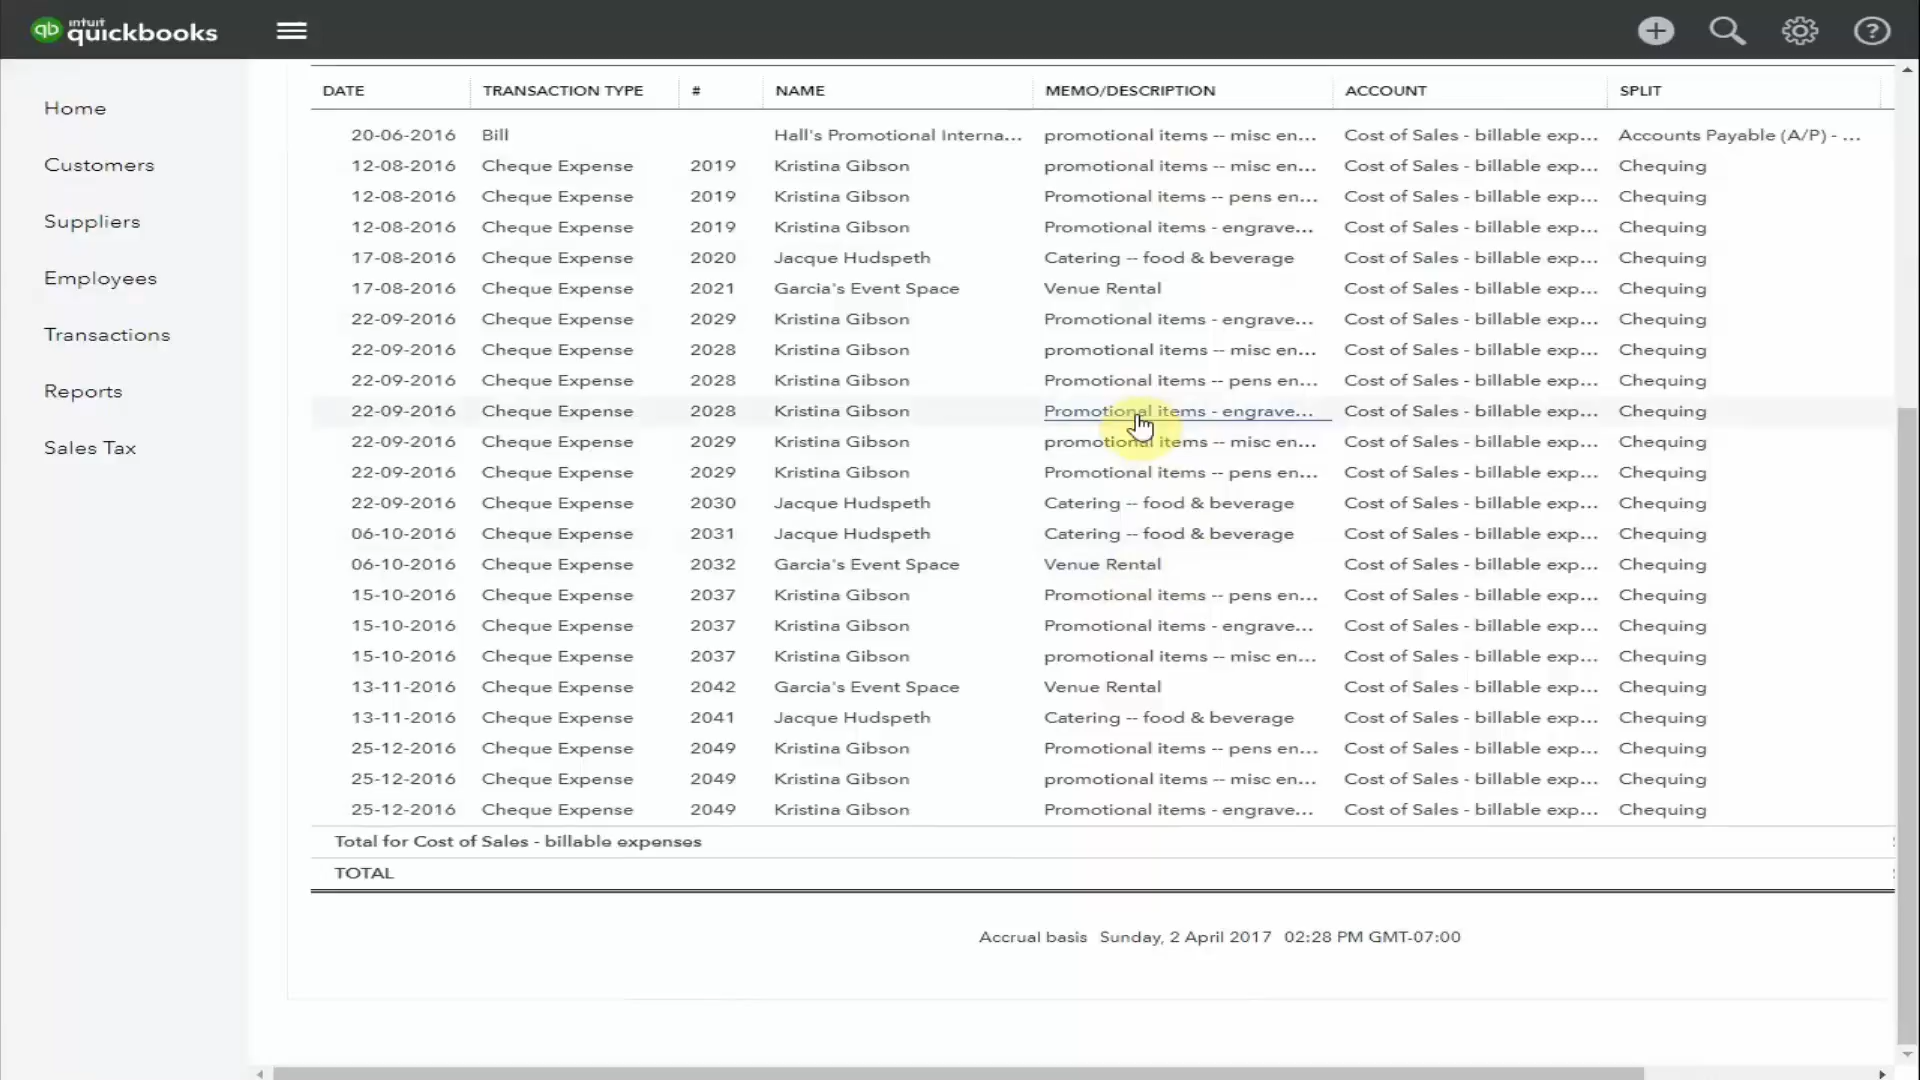 intuit
qb quickbooks
?
Home
Customers
Suppliers
Employees
Transactions
Reports
Sales Tax
DATE TRANSACTION TYPE # NAME MEMO/DESCRIPTION ACCOUNT SPLIT
20-06-2016 Bill Hall's Promotional Interna... promotional items -- misc en... Cost of Sales - billable exp... Accounts Payable (A/P) - ...
12-08-2016 Cheque Expense 2019 Kristina Gibson promotional items -- misc en... Cost of Sales - billable exp... Chequing
12-08-2016 Cheque Expense 2019 Kristina Gibson Promotional items -- pens en... Cost of Sales - billable exp... Chequing
12-08-2016 Cheque Expense 2019 Kristina Gibson Promotional items - engrave... Cost of Sales - billable exp... Chequing
17-08-2016 Cheque Expense 2020 Jacque Hudspeth Catering -- food & beverage Cost of Sales - billable exp... Chequing
17-08-2016 Cheque Expense 2021 Garcia's Event Space Venue Rental Cost of Sales - billable exp... Chequing
22-09-2016 Cheque Expense 2029 Kristina Gibson Promotional items - engrave... Cost of Sales - billable exp... Chequing
22-09-2016 Cheque Expense 2028 Kristina Gibson promotional items -- misc en... Cost of Sales - billable exp... Chequing
22-09-2016 Cheque Expense 2028 Kristina Gibson Promotional items -- pens en... Cost of Sales - billable exp... Chequing
22-09-2016 Cheque Expense 2028 Kristina Gibson Promotional items - engrave... Cost of Sales - billable exp... Chequing
22-09-2016 Cheque Expense 2029 Kristina Gibson promotional items -- misc en... Cost of Sales - billable exp... Chequing
22-09-2016 Cheque Expense 2029 Kristina Gibson Promotional items -- pens en... Cost of Sales - billable exp... Chequing
22-09-2016 Cheque Expense 2030 Jacque Hudspeth Catering -- food & beverage Cost of Sales - billable exp... Chequing
06-10-2016 Cheque Expense 2031 Jacque Hudspeth Catering -- food & beverage Cost of Sales - billable exp... Chequing
06-10-2016 Cheque Expense 2032 Garcia's Event Space Venue Rental Cost of Sales - billable exp... Chequing
15-10-2016 Cheque Expense 2037 Kristina Gibson Promotional items -- pens en... Cost of Sales - billable exp... Chequing
15-10-2016 Cheque Expense 2037 Kristina Gibson Promotional items - engrave... Cost of Sales - billable exp... Chequing
15-10-2016 Cheque Expense 2037 Kristina Gibson promotional items -- misc en... Cost of Sales - billable exp... Chequing
13-11-2016 Cheque Expense 2042 Garcia's Event Space Venue Rental Cost of Sales - billable exp... Chequing
13-11-2016 Cheque Expense 2041 Jacque Hudspeth Catering -- food & beverage Cost of Sales - billable exp... Chequing
25-12-2016 Cheque Expense 2049 Kristina Gibson Promotional items -- pens en... Cost of Sales - billable exp... Chequing
25-12-2016 Cheque Expense 2049 Kristina Gibson promotional items -- misc en... Cost of Sales - billable exp... Chequing
25-12-2016 Cheque Expense 2049 Kristina Gibson Promotional items - engrave... Cost of Sales - billable exp... Chequing
Total for Cost of Sales - billable expenses
TOTAL
Accrual basis Sunday, 2 April 2017 02:28 PM GMT-07:00